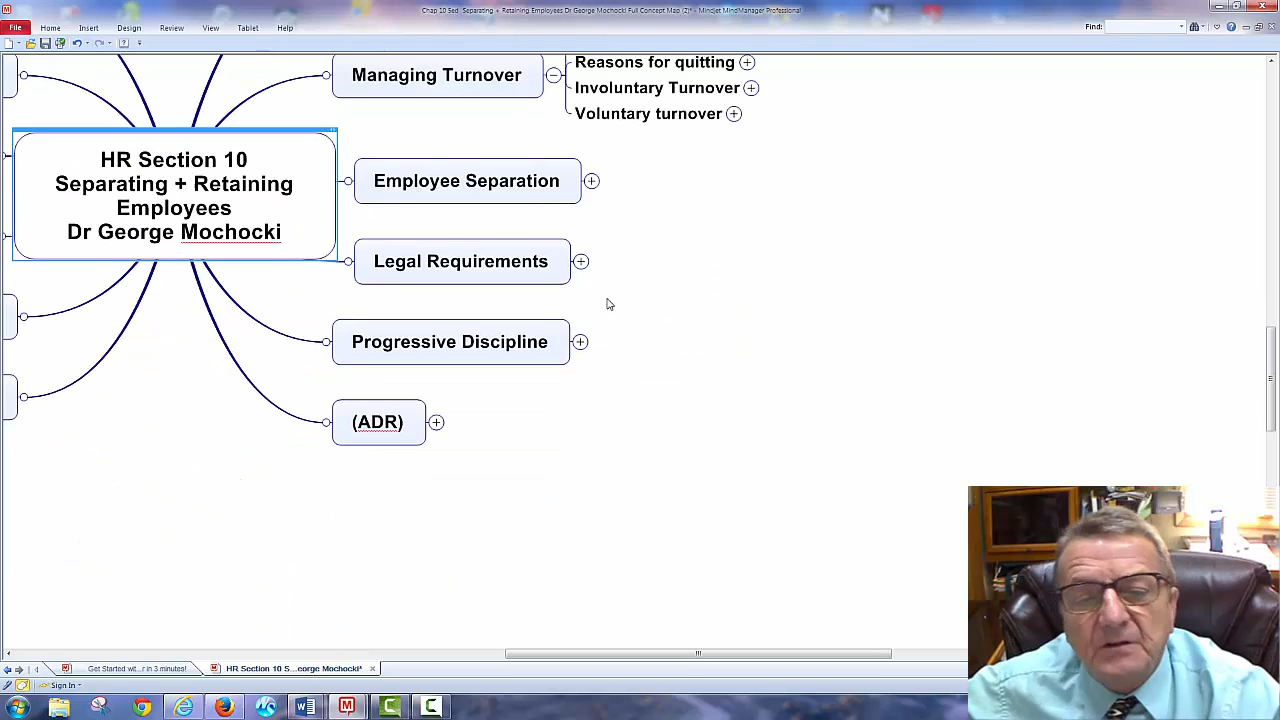 Chap 10 Sed Separating + Retaining Employees Dr George Mochocki Full Concept Map (2)* - Mindjet MindManager Professional
File Home Insert Design Review View Tablet Help Find:
Managing Turnover
Reasons for quitting
Involuntary Turnover
Voluntary turnover
HR Section 10
Separating + Retaining
Employees
Dr George Mochocki
Employee Separation
Legal Requirements
Progressive Discipline
(ADR)
Get Started wit...r in 3 minutes!
HR Section 10 S...eorge Mochocki*
Sign In